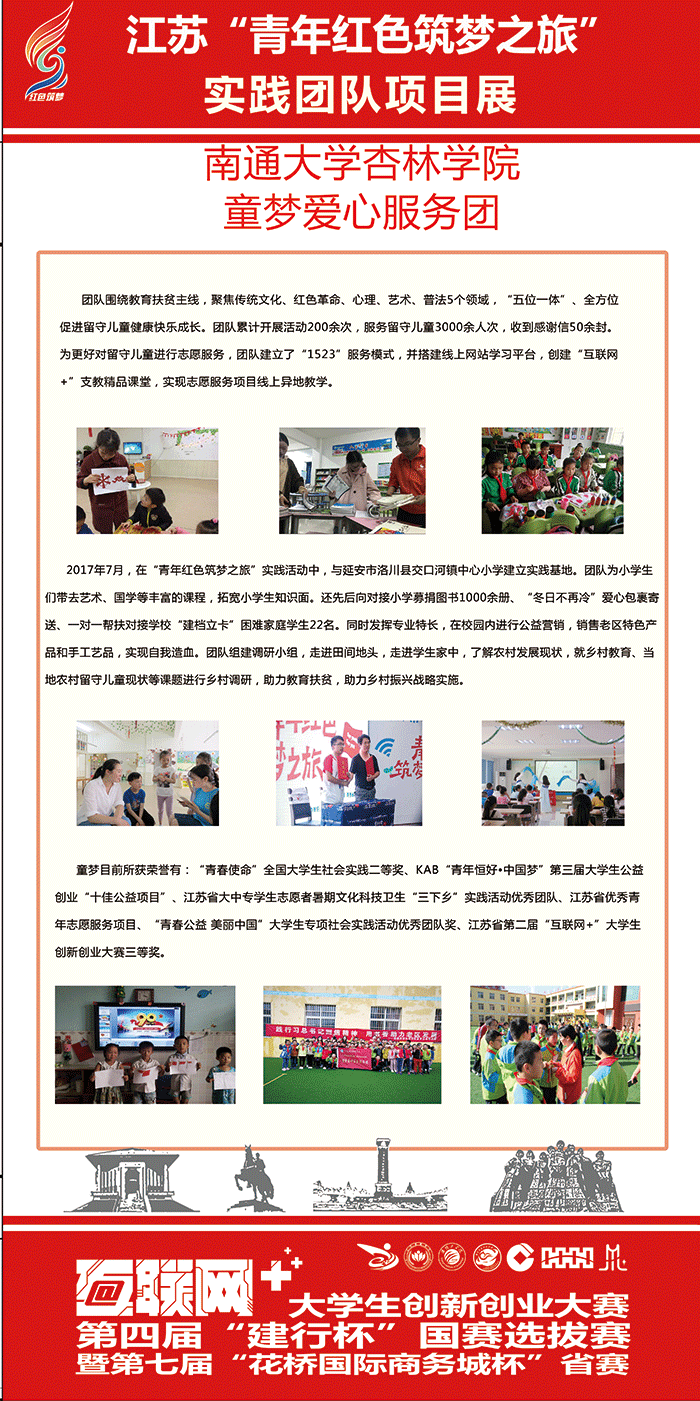 红色筑梦
江苏“青年红色筑梦之旅”
实践团队项目展
南通大学杏林学院
童梦爱心服务团
团队围绕教育扶贫主线，聚焦传统文化、红色革命、心理、艺术、普法5个领域，“五位一体”、全方位
促进留守儿童健康快乐成长。团队累计开展活动200余次，服务留守儿童3000余人次，收到感谢信50余封。
为更好对留守儿童进行志愿服务，团队建立了“1523”服务模式，并搭建线上网站学习平台，创建“互联网
+”支教精品课堂，实现志愿服务项目线上异地教学。
2017年7月，在“青年红色筑梦之旅”实践活动中，与延安市洛川县交口河镇中心小学建立实践基地。团队为小学生
们带去艺术、国学等丰富的课程，拓宽小学生知识面。还先后向对接小学募捐图书1000余册、“冬日不再冷”爱心包裹寄
送、一对一帮扶对接学校“建档立卡”困难家庭学生22名。同时发挥专业特长，在校园内进行公益营销，销售老区特色产
品和手工艺品，实现自我造血。团队组建调研小组，走进田间地头，走进学生家中，了解农村发展现状，就乡村教育、当
地农村留守儿童现状等课题进行乡村调研，助力教育扶贫，助力乡村振兴战略实施。
青年红色
梦之旅
青
筑梦
童梦目前所获荣誉有：“青春使命”全国大学生社会实践二等奖、KAB“青年恒好·中国梦”第三届大学生公益
创业“十佳公益项目”、江苏省大中专学生志愿者暑期文化科技卫生“三下乡”实践活动优秀团队、江苏省优秀青
年志愿服务项目、“青春公益 美丽中国”大学生专项社会实践活动优秀团队奖、江苏省第二届“互联网+”大学生
创新创业大赛三等奖。
互联网+
大学生创新创业大赛
第四届“建行杯”国赛选拔赛
暨第七届“花桥国际商务城杯”省赛